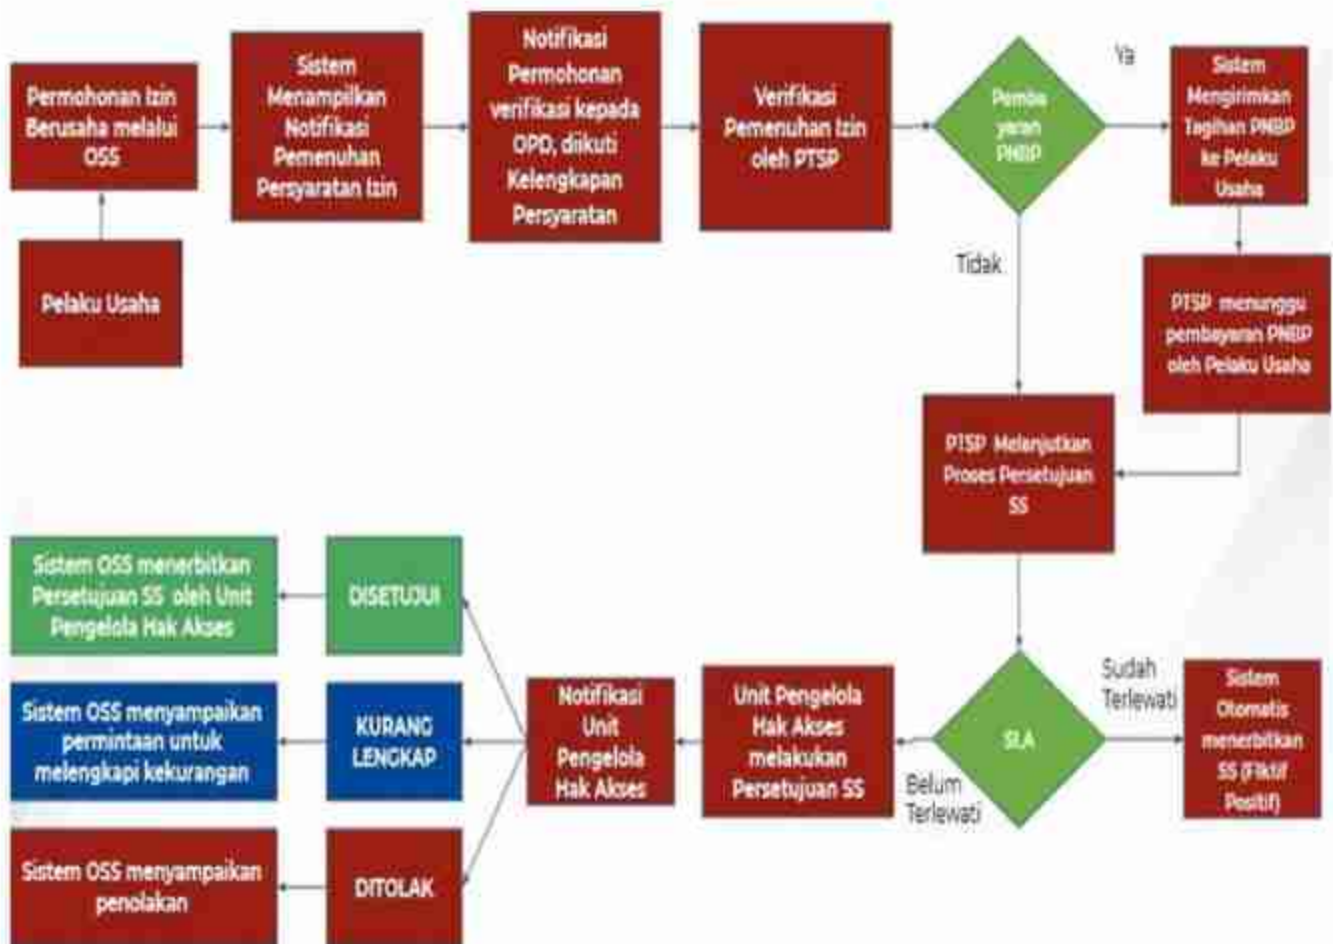 Permohonan Izin
Berusaha melalui
OSS
Sistem
Menampilkan
Notifikasi
Pemenuhan
Persyaratan Izin
Notifikasi
Permohonan
verifikasi kepada
OPD, diikuti
Kelengkapan
Persyaratan
Verifikasi
Pemenuhan Izin
oleh PTSP
Pemba
yaran
PNBP
Ya
Sistem
Mengirimkan
Tagihan PNBP
ke Pelaku
Usaha
Pelaku Usaha
Tidak
PTSP menunggu
pembayaran PNBP
oleh Pelaku Usaha
PTSP Melanjutkan
Proses Persetujuan
SS
Sistem OSS menerbitkan
Persetujuan SS oleh Unit
Pengelola Hak Akses
DISETUJUI
Sistem OSS menyampaikan
permintaan untuk
melengkapi kekurangan
KURANG
LENGKAP
Notifikasi
Unit
Pengelola
Hak Akses
Unit Pengelola
Hak Akses
melakukan
Persetujuan SS
Belum
Terlewati
SLA
Sudah
Terlewati
Sistem
Otomatis
menerbitkan
SS (Fiktif
Positif)
Sistem OSS menyampaikan
penolakan
DITOLAK